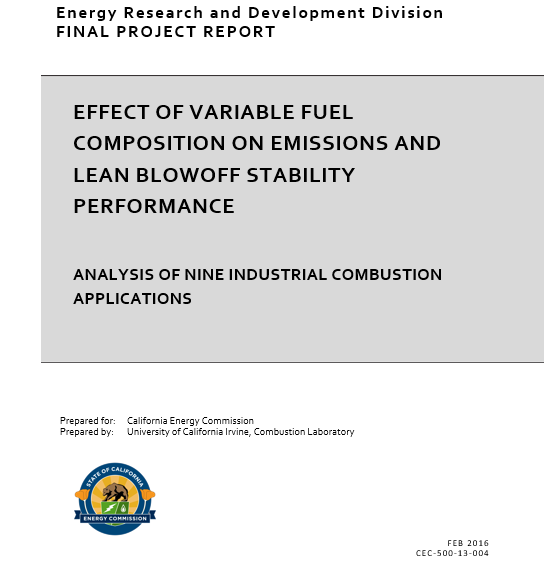 Energy Research and Development Division
FINAL PROJECT REPORT
EFFECT OF VARIABLE FUEL
COMPOSITION ON EMISSIONS AND
LEAN BLOWOFF STABILITY
PERFORMANCE
ANALYSIS OF NINE INDUSTRIAL COMBUSTION
APPLICATIONS
Prepared for: California Energy Commission
Prepared by: University of California Irvine, Combustion Laboratory
STATE OF CALIFORNIA
ENERGY COMMISSION
FEB 2016
CEC-500-13-004